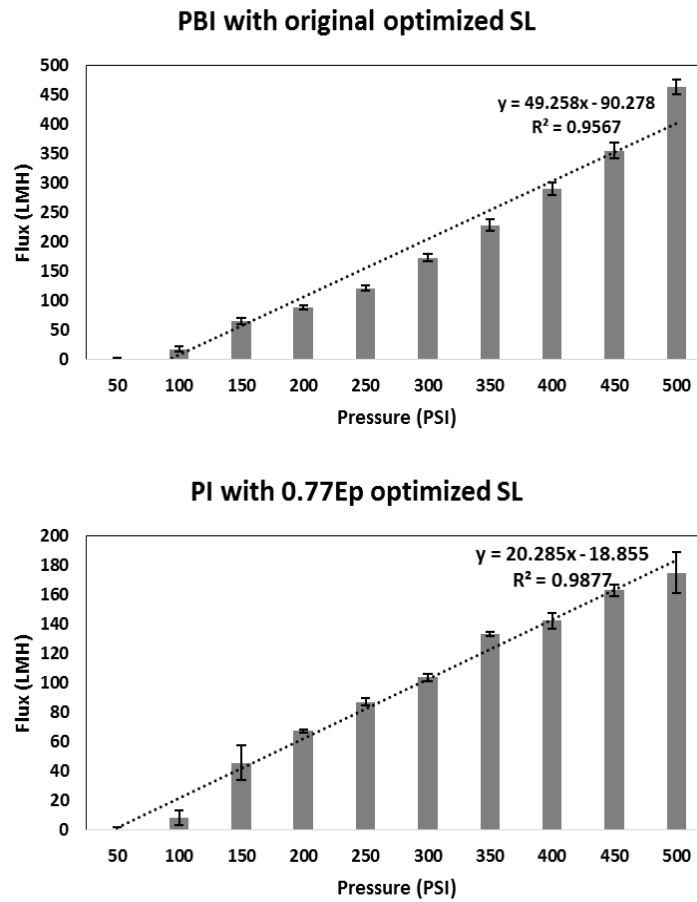 PBI with original optimized SL
500
450
400
350
300
250
200
150
100
50
0
Flux (LMH)
y = 49.258x - 90.278
R² = 0.9567
50 100 150 200 250 300 350 400 450 500
Pressure (PSI)
PI with 0.77Ep optimized SL
200
180
160
140
120
100
80
60
40
20
0
Flux (LMH)
y = 20.285x - 18.855
R² = 0.9877
50 100 150 200 250 300 350 400 450 500
Pressure (PSI)